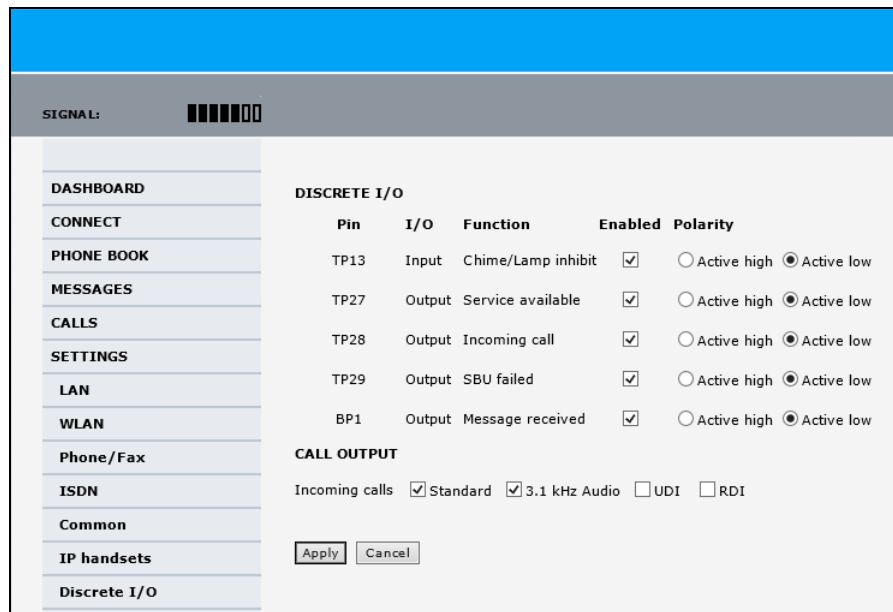 SIGNAL:
DASHBOARD
CONNECT
PHONE BOOK
MESSAGES
CALLS
SETTINGS
LAN
WLAN
Phone/Fax
ISDN
Common
IP handsets
Discrete I/O
DISCRETE I/O
Pin I/O Function Enabled Polarity
TP13 Input Chime/Lamp inhibit Active high Active low
TP27 Output Service available Active high Active low
TP28 Output Incoming call Active high Active low
TP29 Output SBU failed Active high Active low
BP1 Output Message received Active high Active low
CALL OUTPUT
Incoming calls Standard 3.1 kHz Audio UDI RDI
Apply Cancel